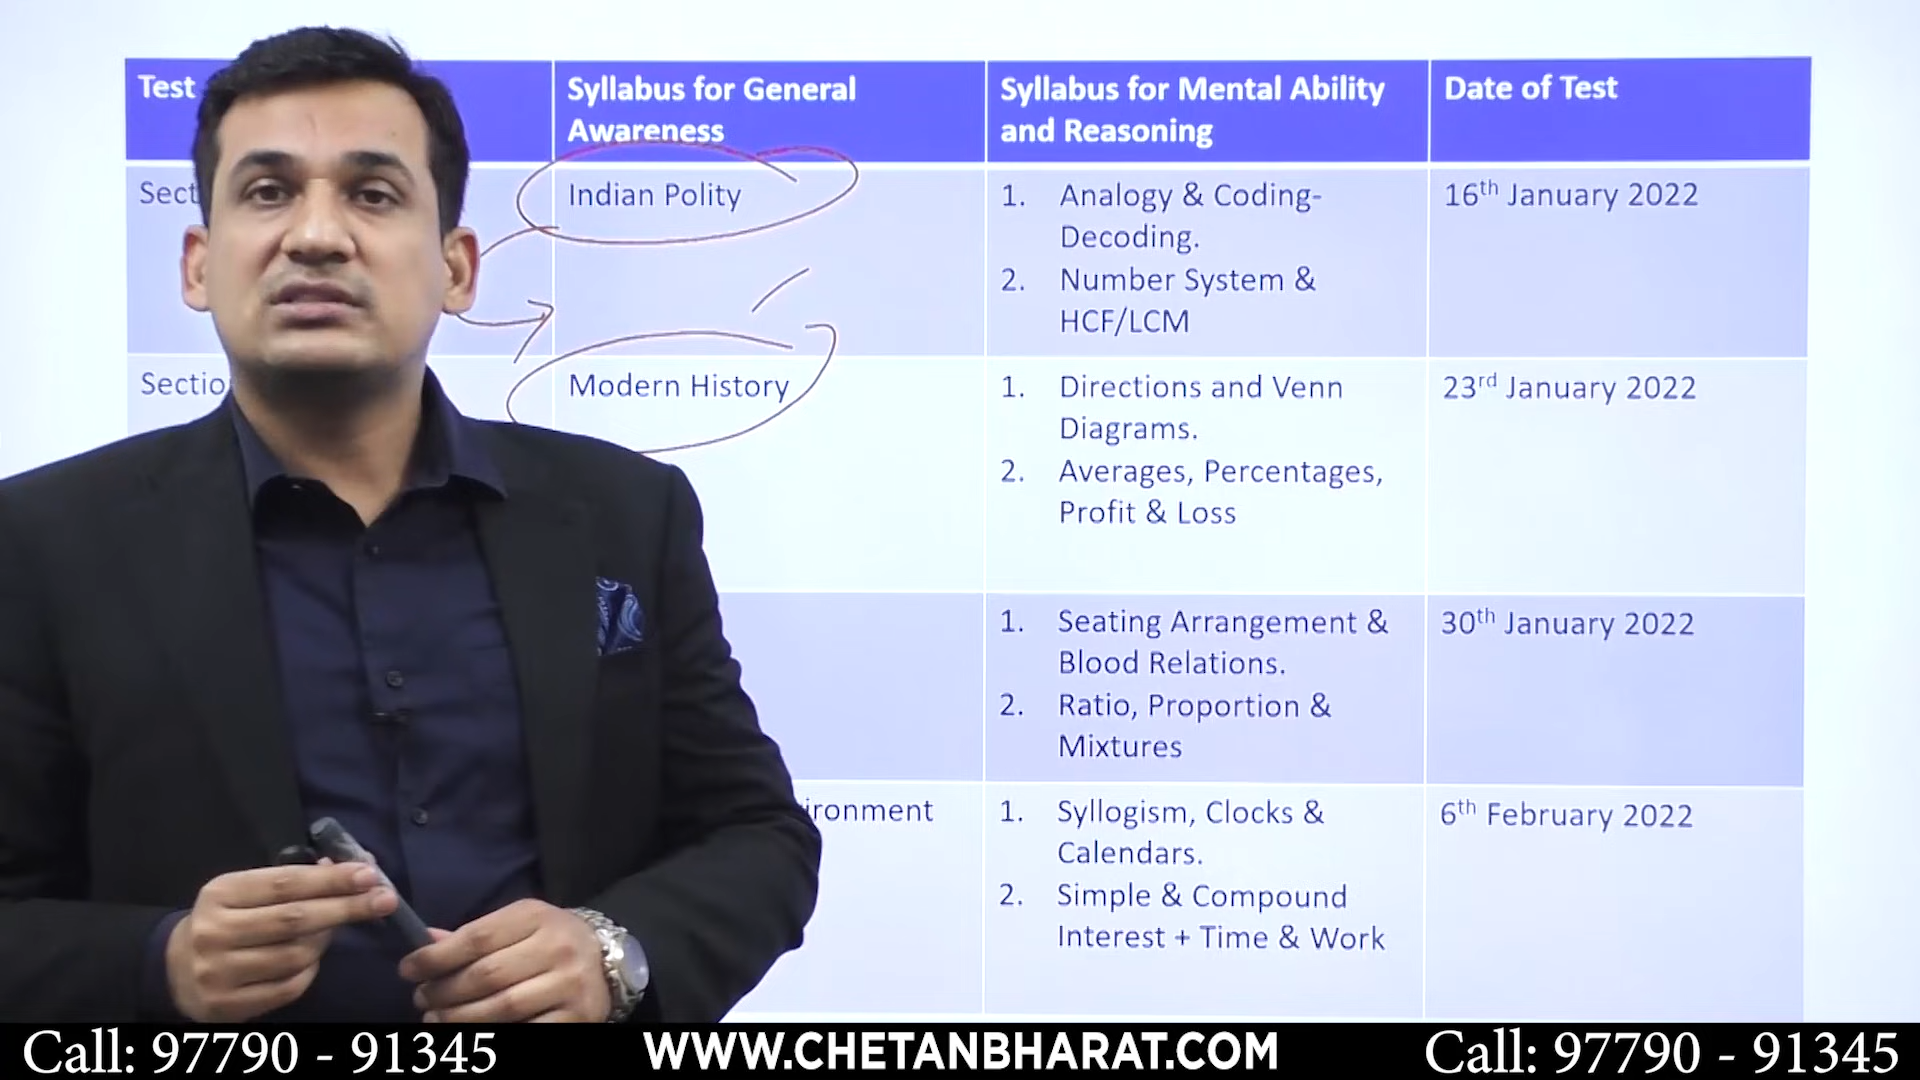 Test
Syllabus for General
Awareness
Syllabus for Mental Ability
and Reasoning
Date of Test
Sect
Indian Polity
1. Analogy & Coding-
Decoding.
2. Number System &
HCF/LCM
16th January 2022
Sectio
Modern History
1. Directions and Venn
Diagrams.
2. Averages, Percentages,
Profit & Loss
23rd January 2022
1. Seating Arrangement &
Blood Relations.
2. Ratio, Proportion &
Mixtures
30th January 2022
ironment
1. Syllogism, Clocks &
Calendars.
2. Simple & Compound
Interest + Time & Work
6th February 2022
Call: 97790 - 91345
WWW.CHETANBHARAT.COM
Call: 97790 - 91345